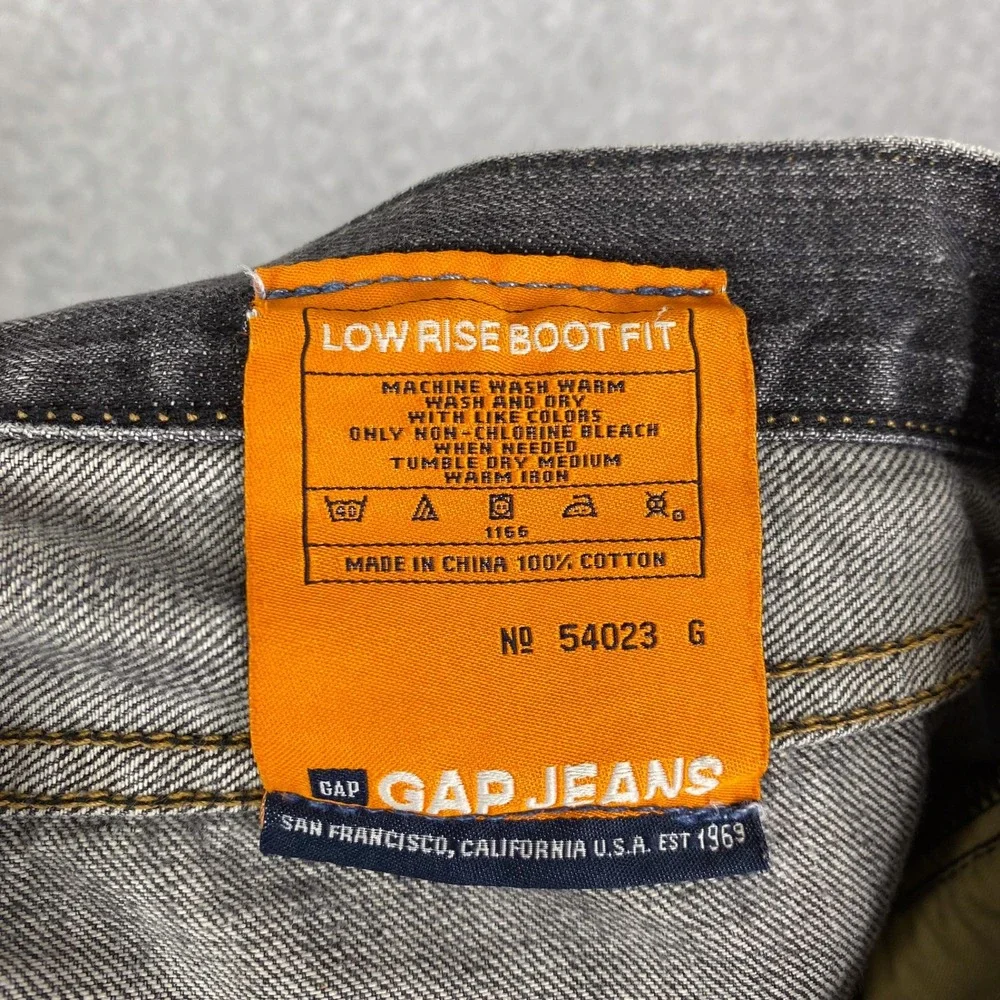 LOW RISE BOOT FIT
MACHINE WASH WARM
WASH AND DRY
WITH LIKE COLORS
ONLY NON-CHLORINE BLEACH
WHEN NEEDED
TUMBLE DRY MEDIUM
WARM IRON
40
1166
MADE IN CHINA 100% COTTON
Nº 54023 G
GAP GAP JEANS
SAN FRANCISCO, CALIFORNIA U.S.A. EST 1969